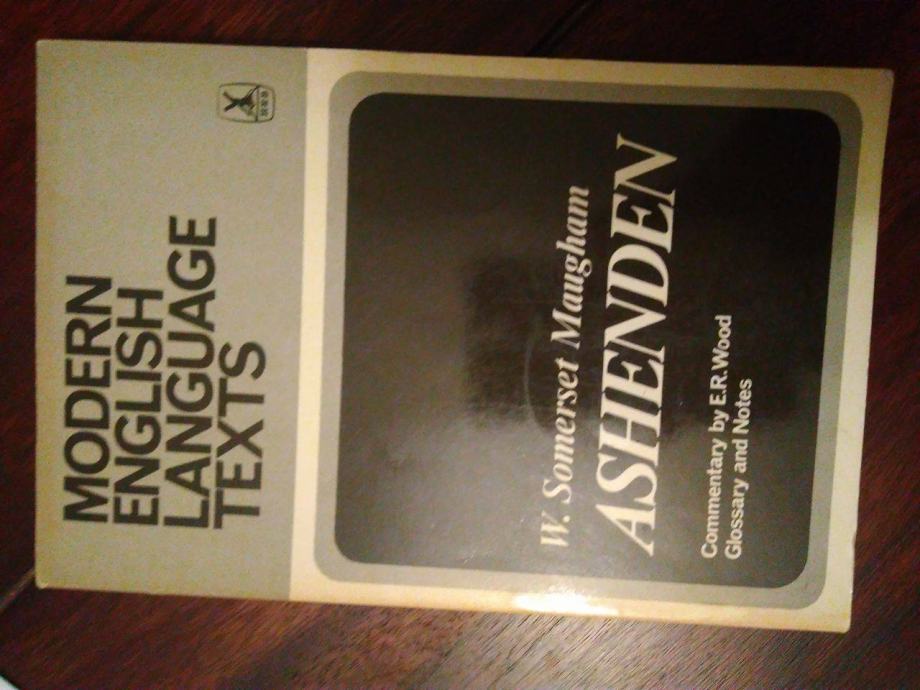 MODERN
ENGLISH
LANGUAGE
TEXTS
W. Somerset Maugham
ASHENDEN
Commentary by E.R.Wood
Glossary and Notes